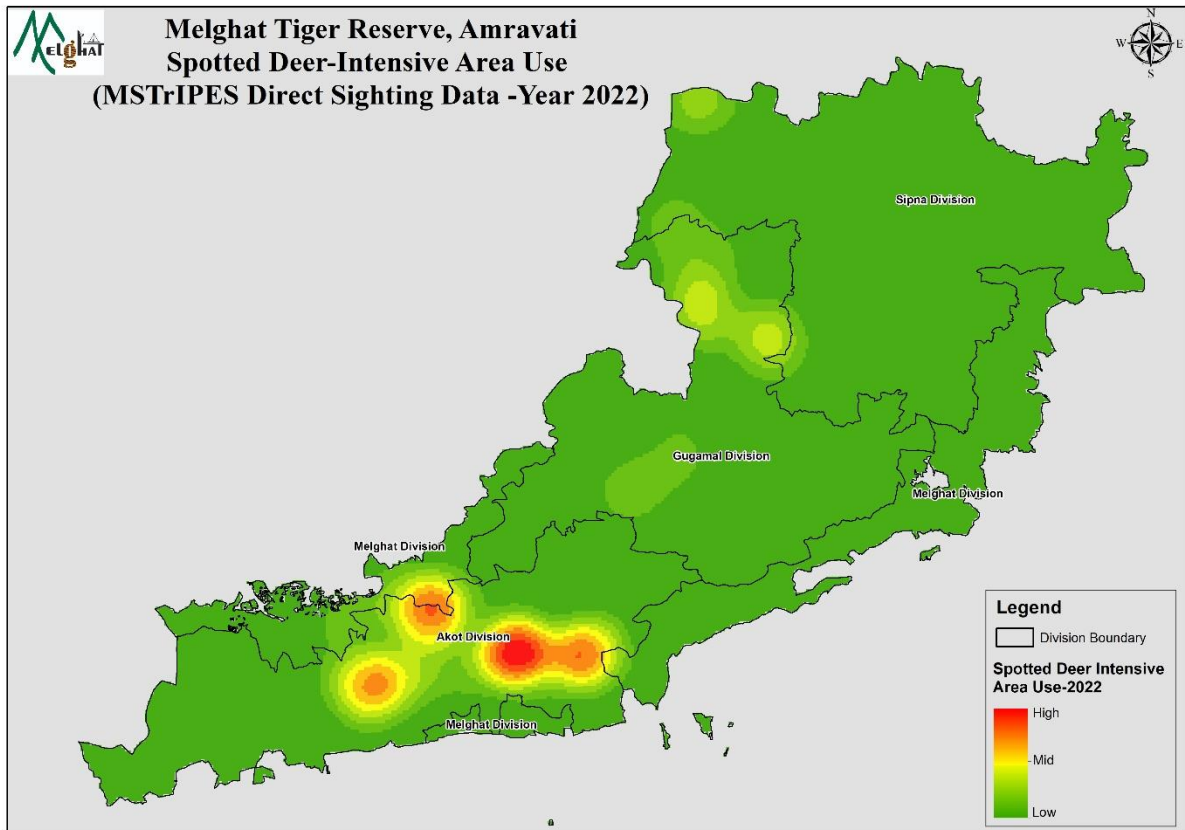 MELGHAT
Melghat Tiger Reserve, Amravati
Spotted Deer-Intensive Area Use
(MSTrIPES Direct Sighting Data -Year 2022)
N
W E
S
Sipna Division
Gugamal Division
Melghat Division
Melghat Division
Akot Division
Melghat Division
Legend
Division Boundary
Spotted Deer Intensive
Area Use-2022
High
Mid
Low